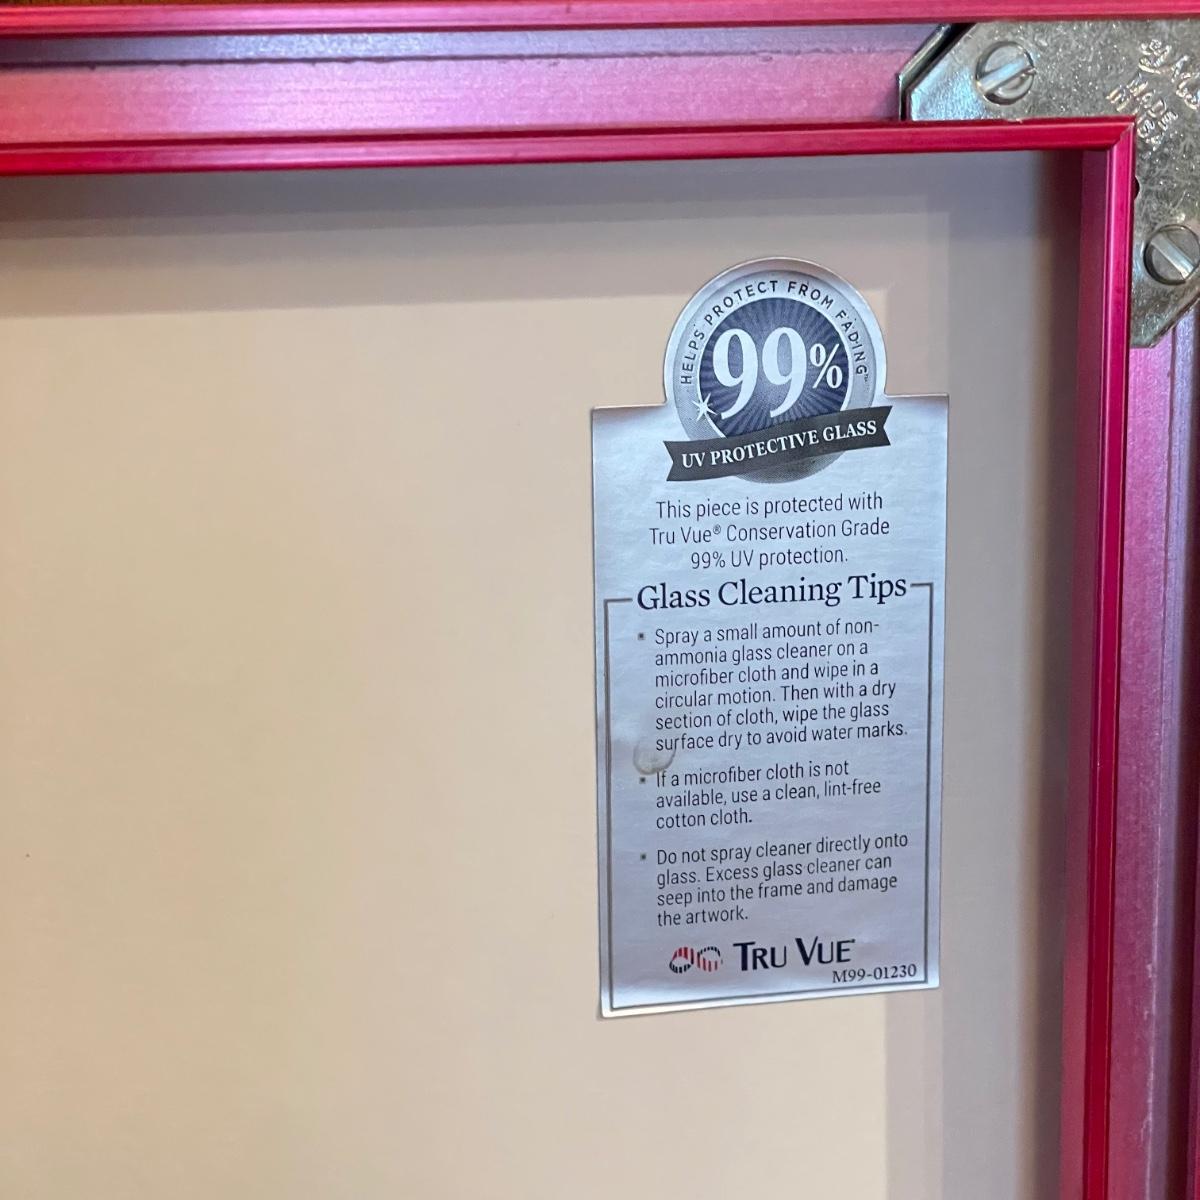 HELPS PROTECT FROM FADING™
99%
UV PROTECTIVE GLASS
This piece is protected with
Tru Vue® Conservation Grade
99% UV protection.
Glass Cleaning Tips
▪ Spray a small amount of non-
ammonia glass cleaner on a
microfiber cloth and wipe in a
circular motion. Then with a dry
section of cloth, wipe the glass
surface dry to avoid water marks.
▪ If a microfiber cloth is not
available, use a clean, lint-free
cotton cloth.
▪ Do not spray cleaner directly onto
glass. Excess glass cleaner can
seep into the frame and damage
the artwork.
TRU VUE
M99-01230